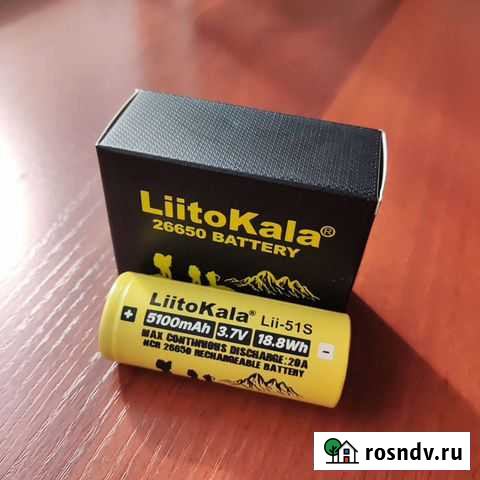 LiitoKala®
26650 BATTERY
LiitoKala® Lii-51S
+ 5100mAh 3.7V 18.8Wh -
MAX CONTINUOUS DISCHARGE:20A
NCR 26650 RECHARGEABLE BATTERY
rosndv.ru